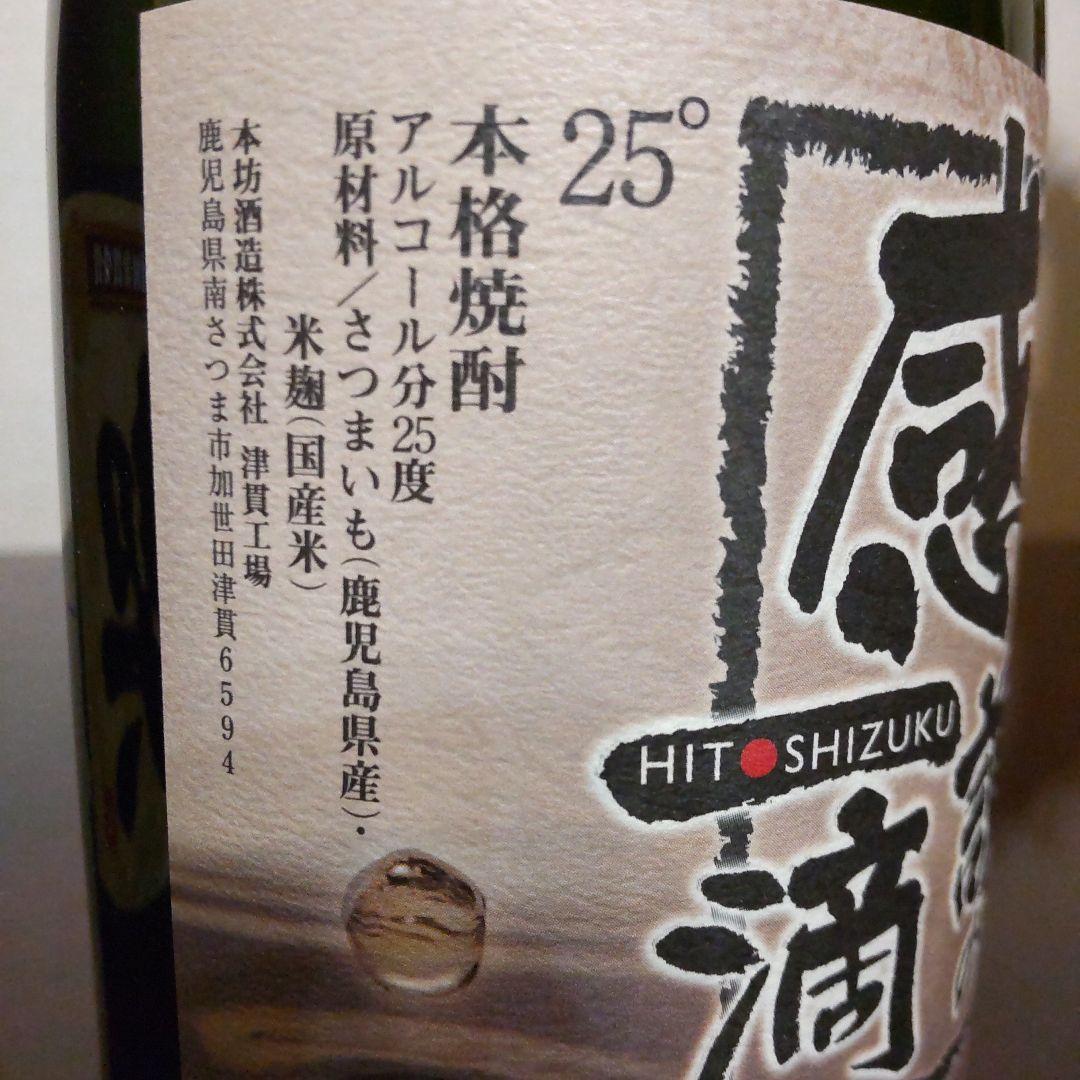 感
一滴
HIT●SHIZUKU
25°
本格焼酎
アルコール分25度
原材料／さつまいも(鹿児島県産)・
米麹(国産米)
本坊酒造株式会社 津貫工場
鹿児島県南さつま市加世田津貫6594